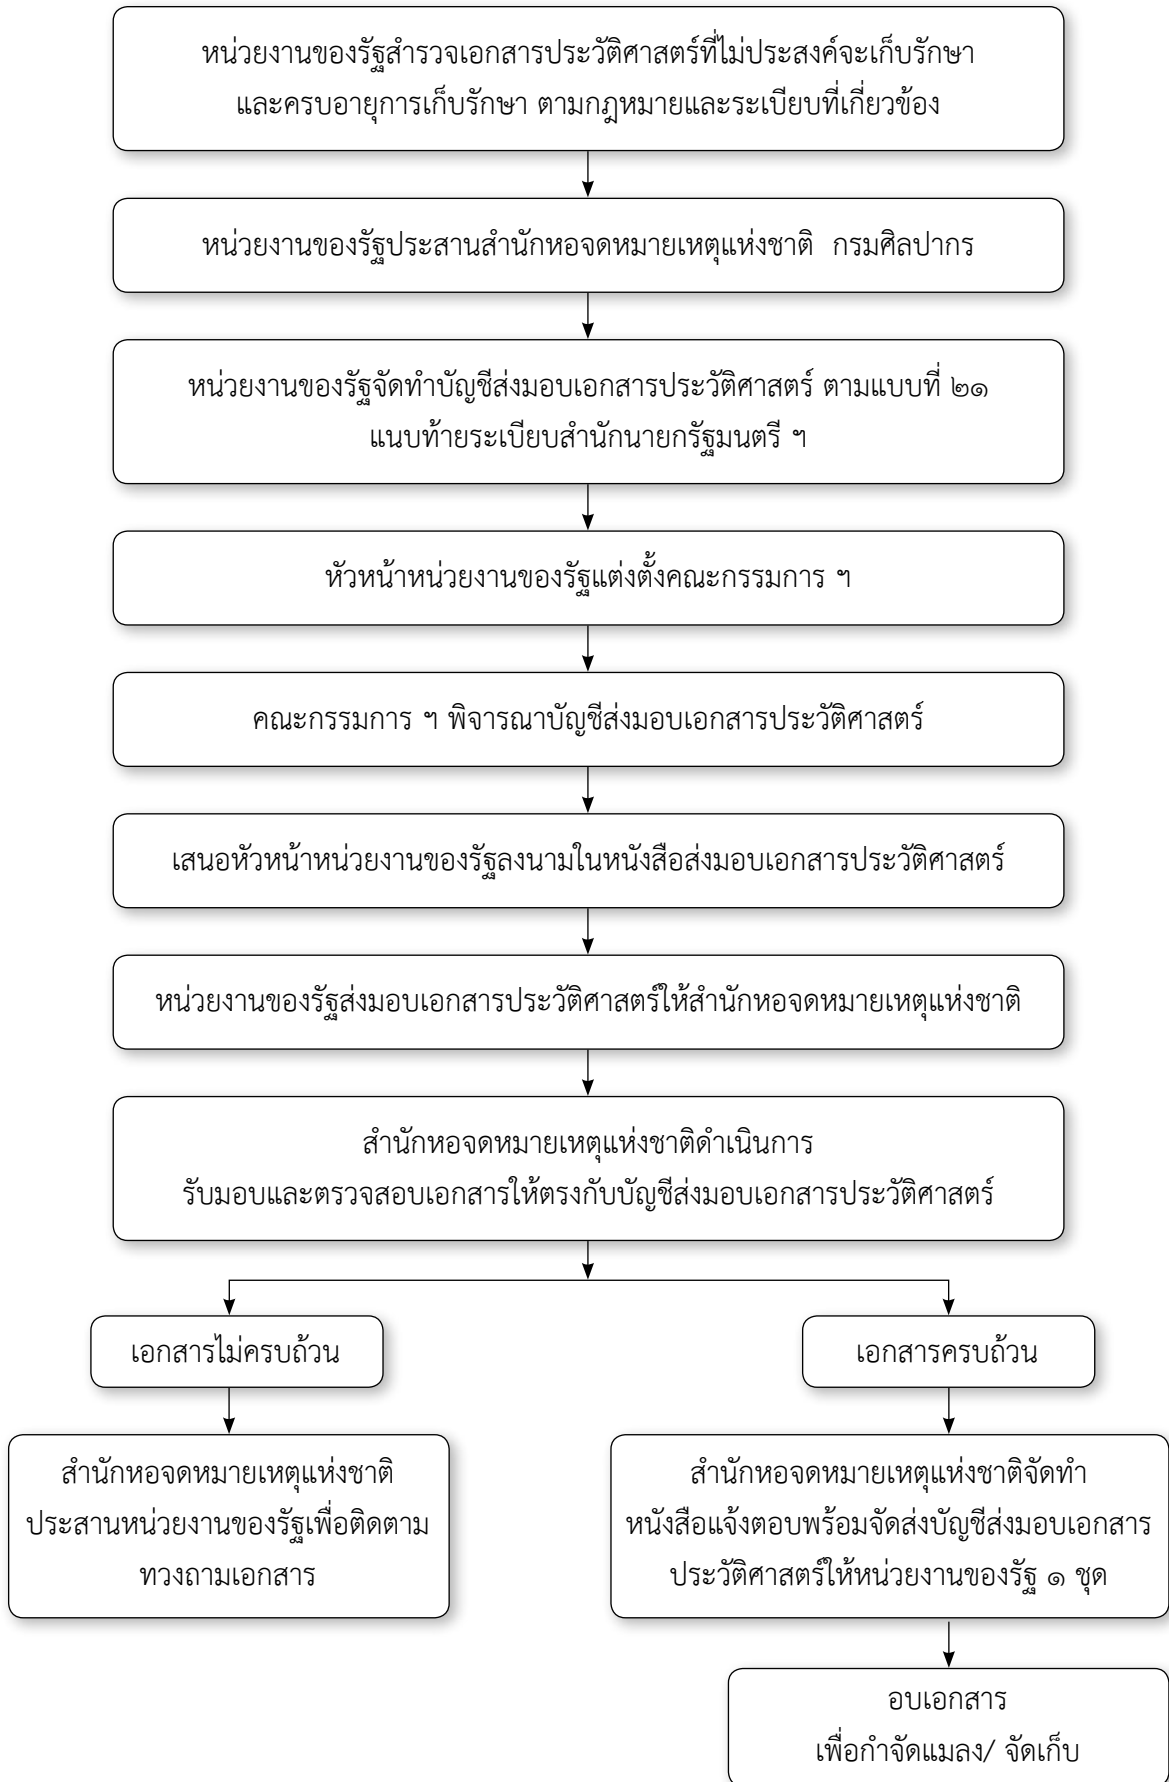 หน่วยงานของรัฐสำรวจเอกสารประวัติศาสตร์ที่ไม่ประสงค์จะเก็บรักษา
และครบอายุการเก็บรักษา ตามกฎหมายและระเบียบที่เกี่ยวข้อง
หน่วยงานของรัฐประสานสำนักหอจดหมายเหตุแห่งชาติ กรมศิลปากร
หน่วยงานของรัฐจัดทำบัญชีส่งมอบเอกสารประวัติศาสตร์ ตามแบบที่ ๒๑
แนบท้ายระเบียบสำนักนายกรัฐมนตรี ฯ
หัวหน้าหน่วยงานของรัฐแต่งตั้งคณะกรรมการ ฯ
คณะกรรมการ ฯ พิจารณาบัญชีส่งมอบเอกสารประวัติศาสตร์
เสนอหัวหน้าหน่วยงานของรัฐลงนามในหนังสือส่งมอบเอกสารประวัติศาสตร์
หน่วยงานของรัฐส่งมอบเอกสารประวัติศาสตร์ให้สำนักหอจดหมายเหตุแห่งชาติ
สำนักหอจดหมายเหตุแห่งชาติดำเนินการ
รับมอบและตรวจสอบเอกสารให้ตรงกับบัญชีส่งมอบเอกสารประวัติศาสตร์
เอกสารไม่ครบถ้วน
สำนักหอจดหมายเหตุแห่งชาติ
ประสานหน่วยงานของรัฐเพื่อติดตาม
ทวงถามเอกสาร
เอกสารครบถ้วน
สำนักหอจดหมายเหตุแห่งชาติจัดทำ
หนังสือแจ้งตอบพร้อมจัดส่งบัญชีส่งมอบเอกสาร
ประวัติศาสตร์ให้หน่วยงานของรัฐ ๑ ชุด
อบเอกสาร
เพื่อกำจัดแมลง/ จัดเก็บ